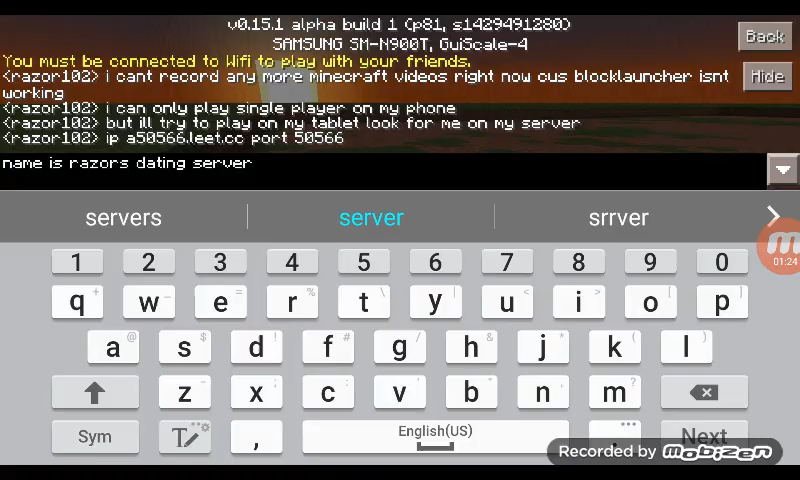 v0.15.1 alpha build 1 (p81, s1429491280)
SAMSUNG SM-N900T, GuiScale-4
Back
You must be connected to Wifi to play with your friends.
<razor102> i cant record any more minecraft videos right now cus blocklauncher isnt
working
Hide
<razor102> i can only play single player on my phone
<razor102> but ill try to play on my tablet look for me on my server
<razor102> ip a50566.leet.cc port 50566
name is razors dating server
servers server srrver
01:24
1 2 3 4 5 6 7 8 9 0
q w e r t y u i o p
a s d f g h j k l
z x c v b n m
Sym , English(US) . Next
Recorded by mobizen